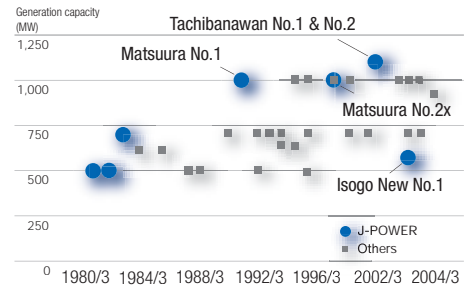 Generation capacity
(MW)
Tachibanawan No.1 & No.2
1,250
Matsuura No.1
1,000
Matsuura No.2x
750
500
Isogo New No.1
250
J-POWER
Others
0
1980/3 1984/3 1988/3 1992/3 1996/3 2002/3 2004/3